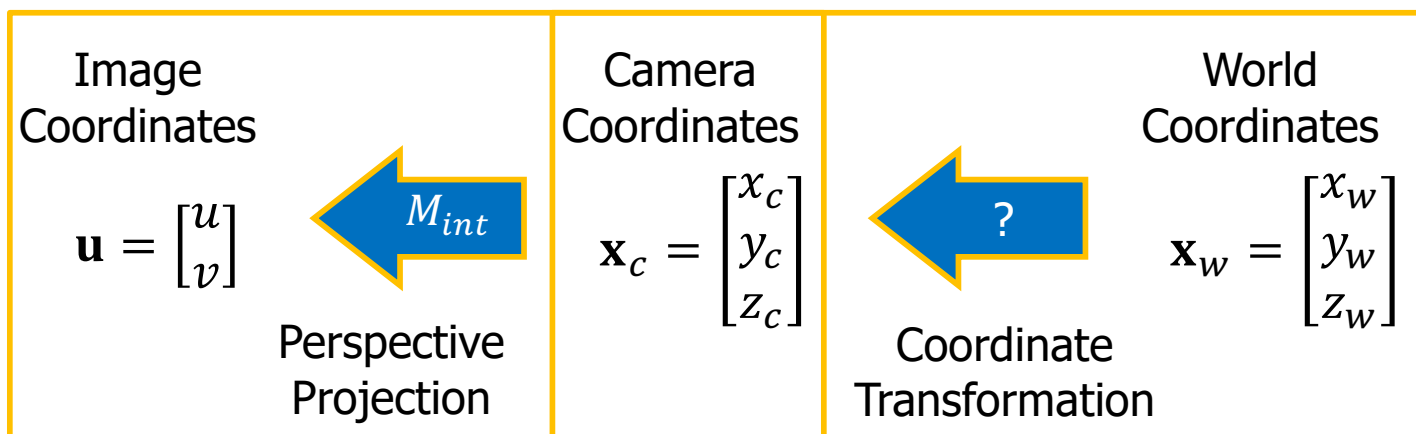 Image
Coordinates
𝐮 = [u
v]
M_int
Perspective
Projection
Camera
Coordinates
𝐱_c = [x_c
y_c
z_c]
?
Coordinate
Transformation
World
Coordinates
𝐱_w = [x_w
y_w
z_w]